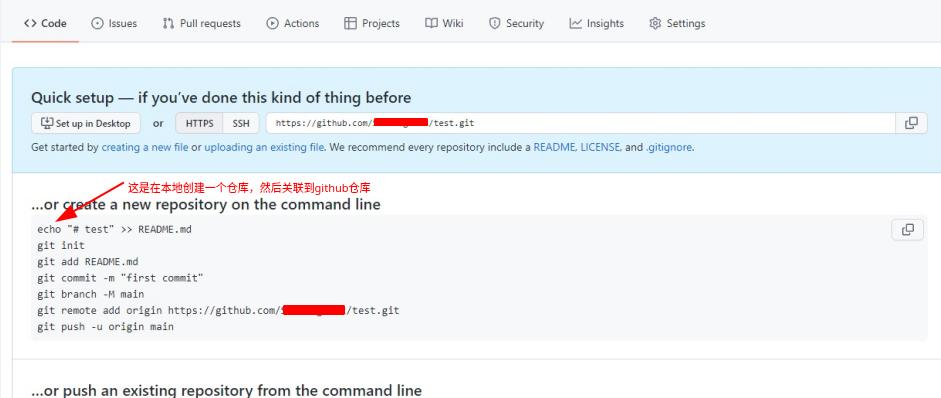 Code Issues Pull requests Actions Projects Wiki Security Insights Settings
Quick setup — if you've done this kind of thing before
Set up in Desktop or HTTPS SSH https://github.com/ /test.git
Get started by creating a new file or uploading an existing file. We recommend every repository include a README, LICENSE, and .gitignore.
这是在本地创建一个仓库，然后关联到github仓库
...or create a new repository on the command line
echo "# test" >> README.md
git init
git add README.md
git commit -m "first commit"
git branch -M main
git remote add origin https://github.com/ /test.git
git push -u origin main
...or push an existing repository from the command line